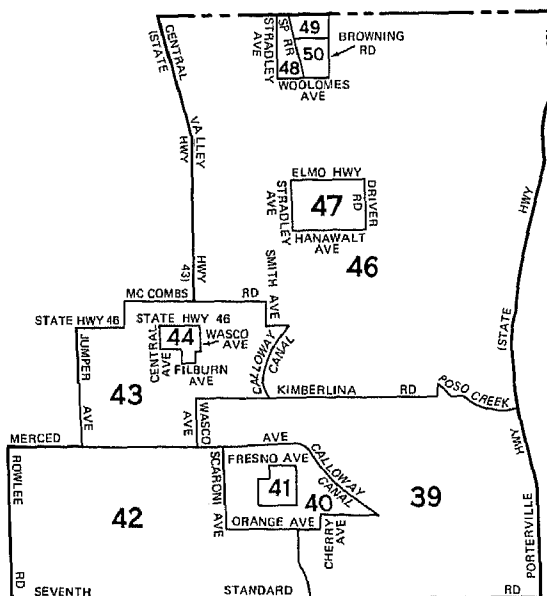 CENTRAL
(STATE
VALLEY
HWY
HWY
43)
STRADLEY
AVE
SP RR
49
50
48
BROWNING
RD
WOOLOMES
AVE
ELMO HWY
STRADLEY
AVE
47
DRIVER
RD
HANAWALT
AVE
46
HWY
(STATE
SMITH AVE
MC COMBS RD
STATE HWY 46
STATE HWY 46
44
WASCO
AVE
CENTRAL
AVE
FILBURN
AVE
JUMPER
AVE
43
CALLOWAY
CANAL
KIMBERLINA RD
POSO CREEK
WASCO
AVE
HWY
MERCED AVE
ROWLEE
RD
SCARONI AVE
FRESNO AVE
41
40
CALLOWAY
CANAL
39
42
ORANGE AVE
CHERRY
AVE
PORTERVILLE
SEVENTH STANDARD RD